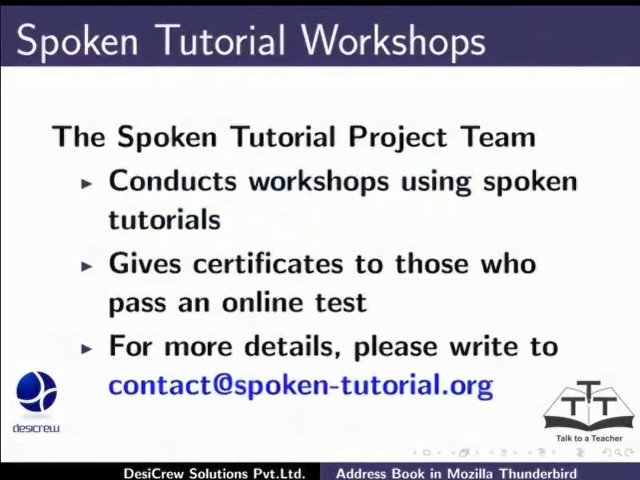 Spoken Tutorial Workshops
The Spoken Tutorial Project Team
Conducts workshops using spoken
tutorials
Gives certificates to those who
pass an online test
For more details, please write to
contact@spoken-tutorial.org
desicrew
T T T
Talk to a Teacher
DesiCrew Solutions Pvt.Ltd. Address Book in Mozilla Thunderbird